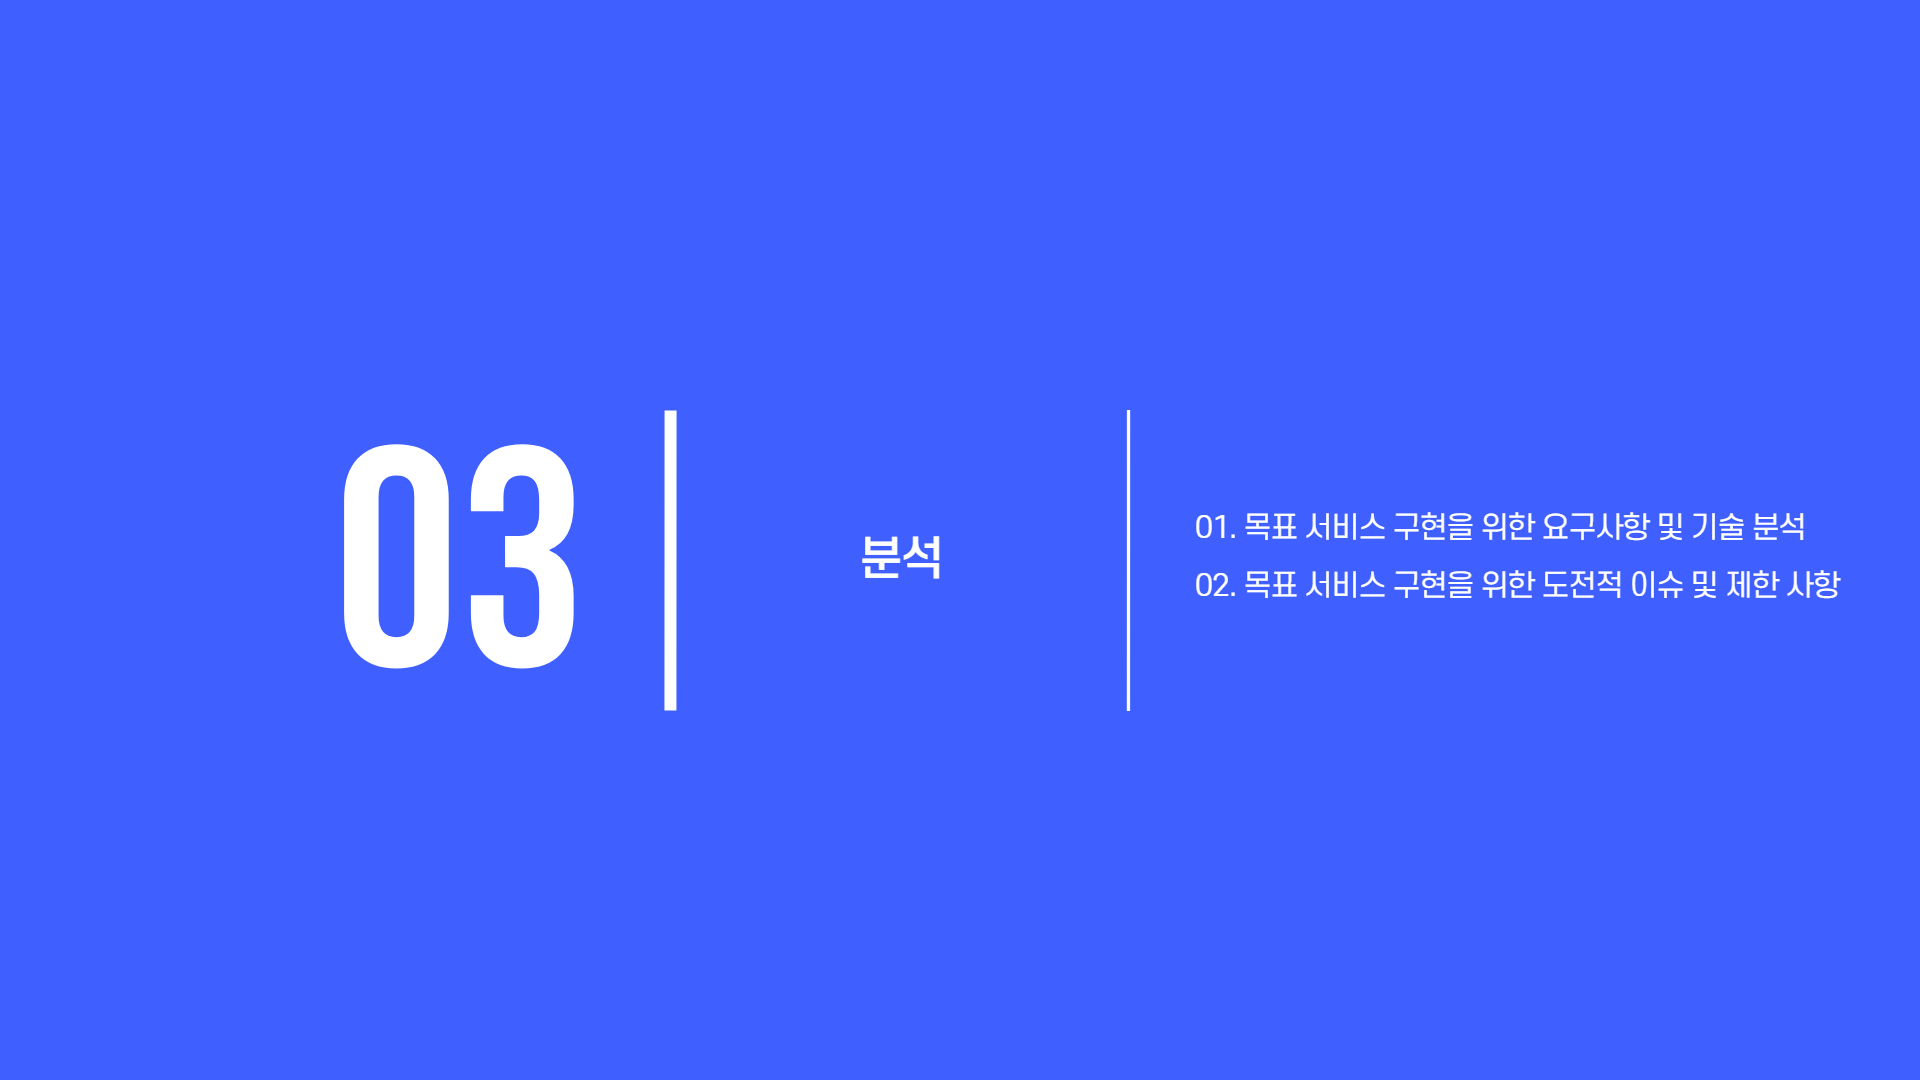 03
분석
01. 목표 서비스 구현을 위한 요구사항 및 기술 분석
02. 목표 서비스 구현을 위한 도전적 이슈 및 제한 사항